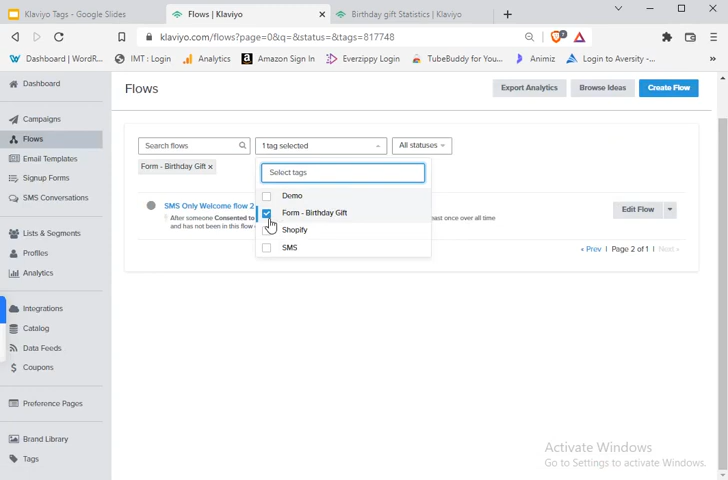 Klaviyo Tags - Google Slides
Flows | Klaviyo
Birthday gift Statistics | Klaviyo
klaviyo.com/flows?page=0&q=&status=&tags=817748
Dashboard | WordR...
IMT : Login
Analytics
Amazon Sign In
Everzippy Login
TubeBuddy for You...
Animiz
Login to Aversity -...
»
Dashboard
Campaigns
Flows
Email Templates
Signup Forms
SMS Conversations
Lists & Segments
Profiles
Analytics
Integrations
Catalog
Data Feeds
Coupons
Preference Pages
Brand Library
Tags
Flows
Export Analytics
Browse Ideas
Create Flow
Search flows
1 tag selected
All statuses
Form - Birthday Gift ×
Select tags
Demo
Form - Birthday Gift
Shopify
SMS
SMS Only Welcome flow 2
After someone Consented to
east once over all time
and has not been in this flow
Edit Flow
« Prev | Page 2 of 1 | Next »
Activate Windows
Go to Settings to activate Windows.